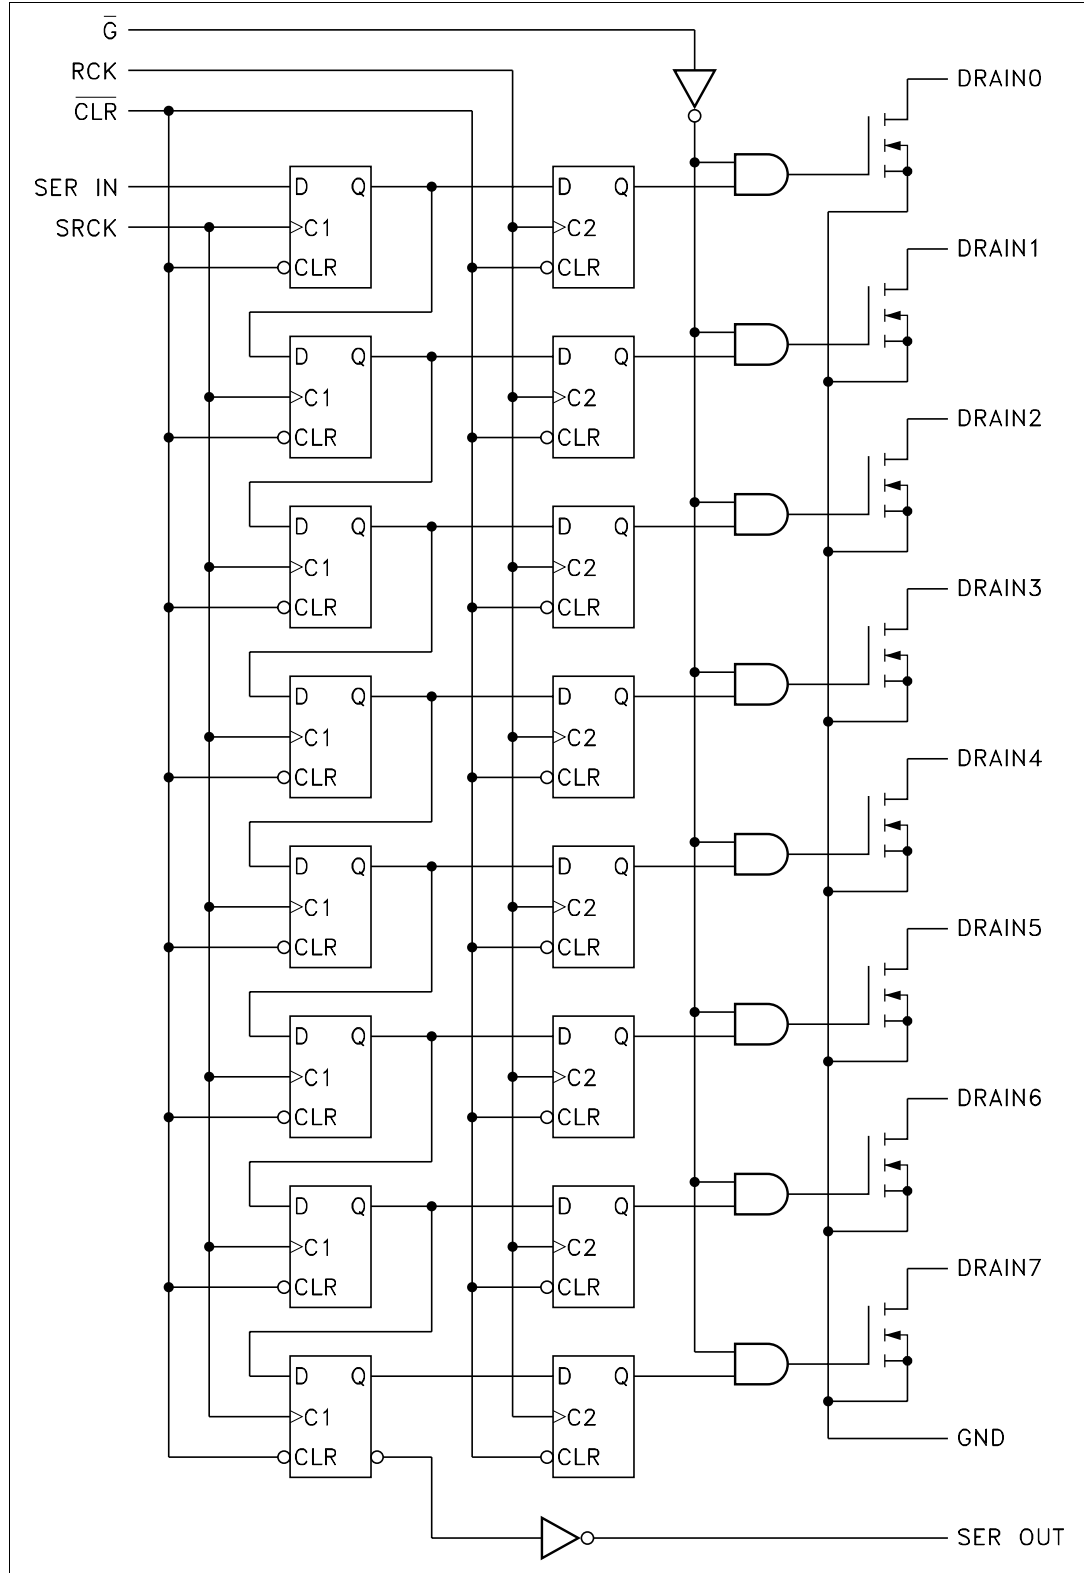 G
RCK
CLR
SER IN
SRCK
DRAIN0
D Q
C1
CLR
D Q
C2
CLR
DRAIN1
D Q
C1
CLR
D Q
C2
CLR
DRAIN2
D Q
C1
CLR
D Q
C2
CLR
DRAIN3
D Q
C1
CLR
D Q
C2
CLR
DRAIN4
D Q
C1
CLR
D Q
C2
CLR
DRAIN5
D Q
C1
CLR
D Q
C2
CLR
DRAIN6
D Q
C1
CLR
D Q
C2
CLR
DRAIN7
D Q
C1
CLR
D Q
C2
CLR
GND
SER OUT